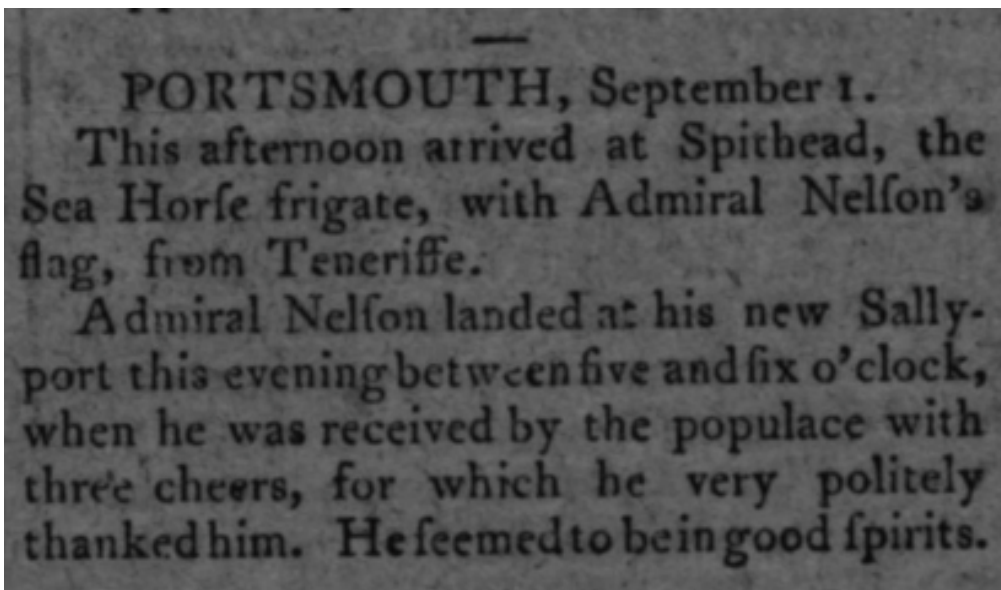 PORTSMOUTH, September 1.
This afternoon arrived at Spithead, the
Sea Horſe frigate, with Admiral Nelſon's
flag, from Teneriffe.
Admiral Nelſon landed at his new Sally-
port this evening between five and ſix o'clock,
when he was received by the populace with
three cheers, for which he very politely
thanked him. He ſeemed to be in good ſpirits.